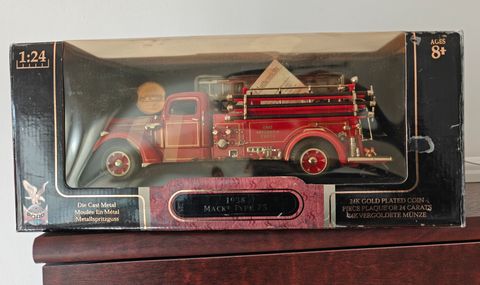 1:24
AGES
8+
Die Cast Metal
Moulés En Métal
Metallspritzguss
1938
MACK TYPE 75
24K GOLD PLATED COIN
PIECE PLAQUE OR 24 CARATS
24K VERGOLDETE MÜNZE